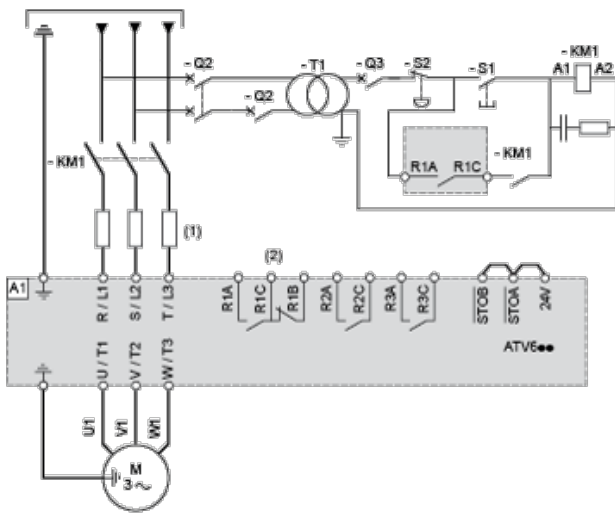 - Q2
- T1
- Q3
- S2
- S1
- KM1
A1
A2
- Q2
- KM1
R1A
R1C
- KM1
(1)
(2)
A1
R / L1
S / L2
T / L3
R1A
R1C
R1B
R2A
R2C
R3A
R3C
STOB
STOA
24V
ATV6●●
U / T1
V / T2
W / T3
U1
V1
W1
M
3 ~